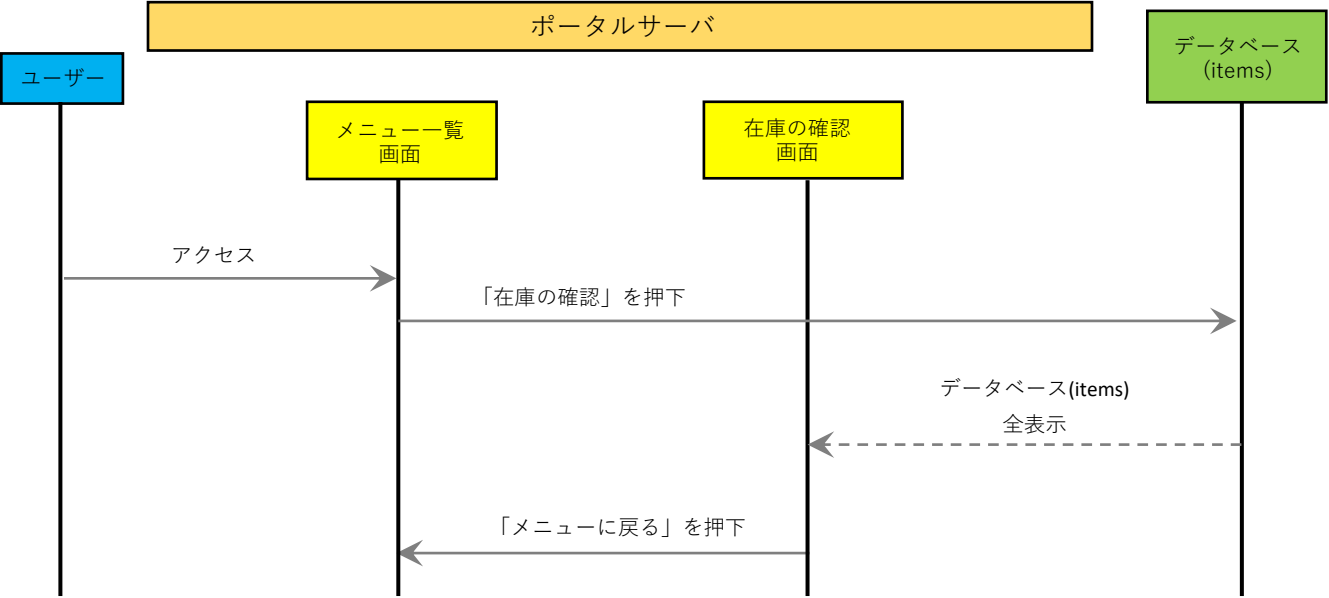 ポータルサーバ
ユーザー
データベース
(items)
メニュー一覧
画面
在庫の確認
画面
アクセス
「在庫の確認」を押下
データベース(items)
全表示
「メニューに戻る」を押下